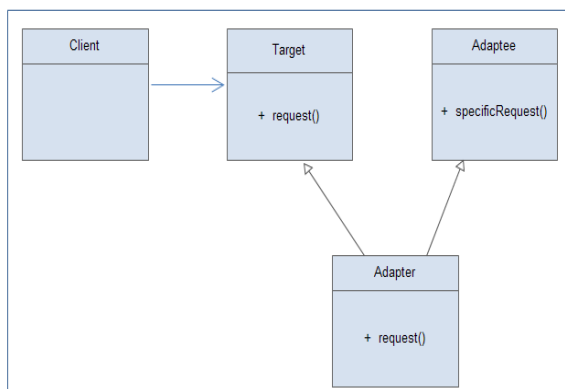 Client
Target
Adaptee
+ request()
+ specificRequest()
Adapter
+ request()